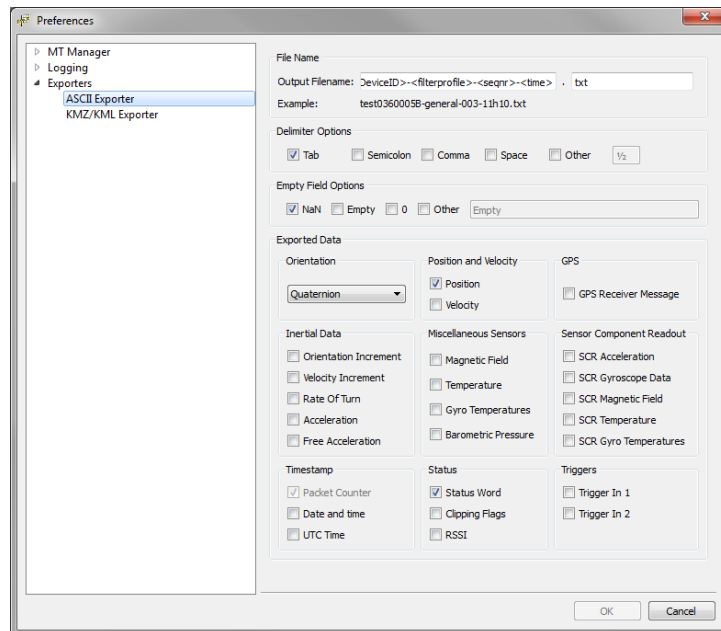 Preferences
MT Manager
Logging
Exporters
ASCII Exporter
KMZ/KML Exporter
File Name
Output Filename: DeviceID>-<filterprofile>-<seqnr>-<time> . txt
Example: test0360005B-general-003-11h10.txt
Delimiter Options
Tab Semicolon Comma Space Other ½
Empty Field Options
NaN Empty 0 Other Empty
Exported Data
Orientation
Quaternion
Position and Velocity
Position
Velocity
GPS
GPS Receiver Message
Inertial Data
Orientation Increment
Velocity Increment
Rate Of Turn
Acceleration
Free Acceleration
Miscellaneous Sensors
Magnetic Field
Temperature
Gyro Temperatures
Barometric Pressure
Sensor Component Readout
SCR Acceleration
SCR Gyroscope Data
SCR Magnetic Field
SCR Temperature
SCR Gyro Temperatures
Timestamp
Packet Counter
Date and time
UTC Time
Status
Status Word
Clipping Flags
RSSI
Triggers
Trigger In 1
Trigger In 2
OK Cancel